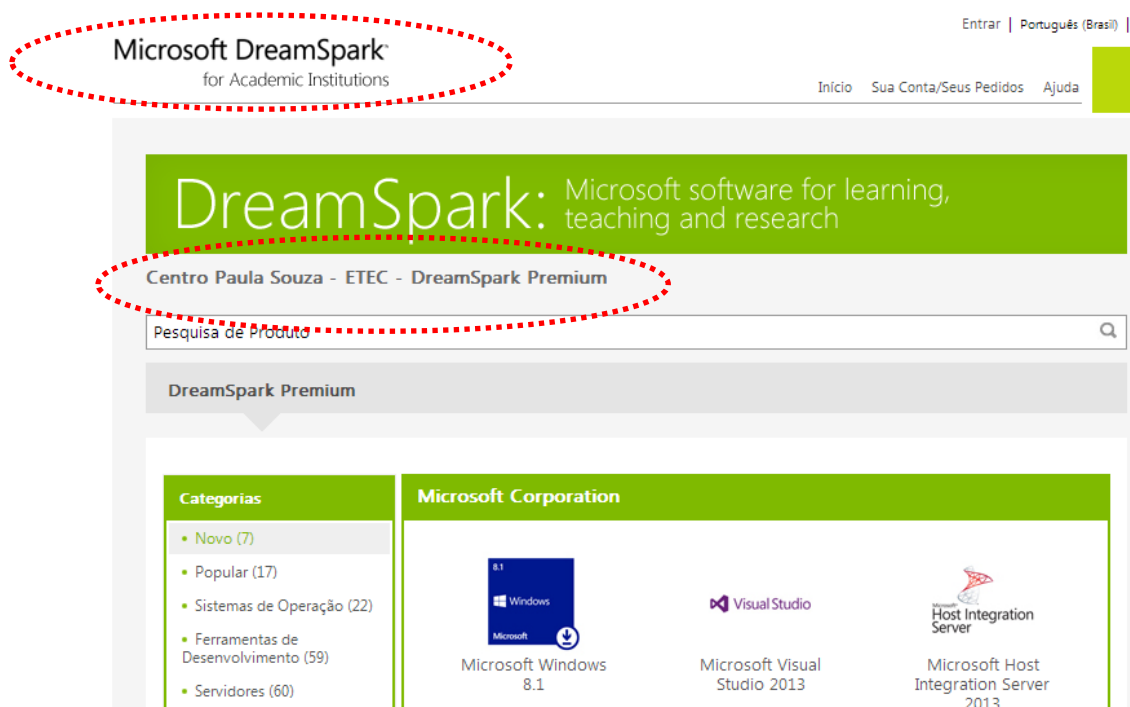 Entrar | Português (Brasil) |
Microsoft DreamSpark
for Academic Institutions
Início Sua Conta/Seus Pedidos Ajuda
DreamSpark: Microsoft software for learning,
teaching and research
Centro Paula Souza - ETEC - DreamSpark Premium
Pesquisa de Produto
DreamSpark Premium
Categorias
• Novo (7)
• Popular (17)
• Sistemas de Operação (22)
• Ferramentas de
Desenvolvimento (59)
• Servidores (60)
Microsoft Corporation
8.1
Windows
Microsoft
Microsoft Windows
8.1
Visual Studio
Microsoft Visual
Studio 2013
Microsoft
Host Integration
Server
Microsoft Host
Integration Server
2013